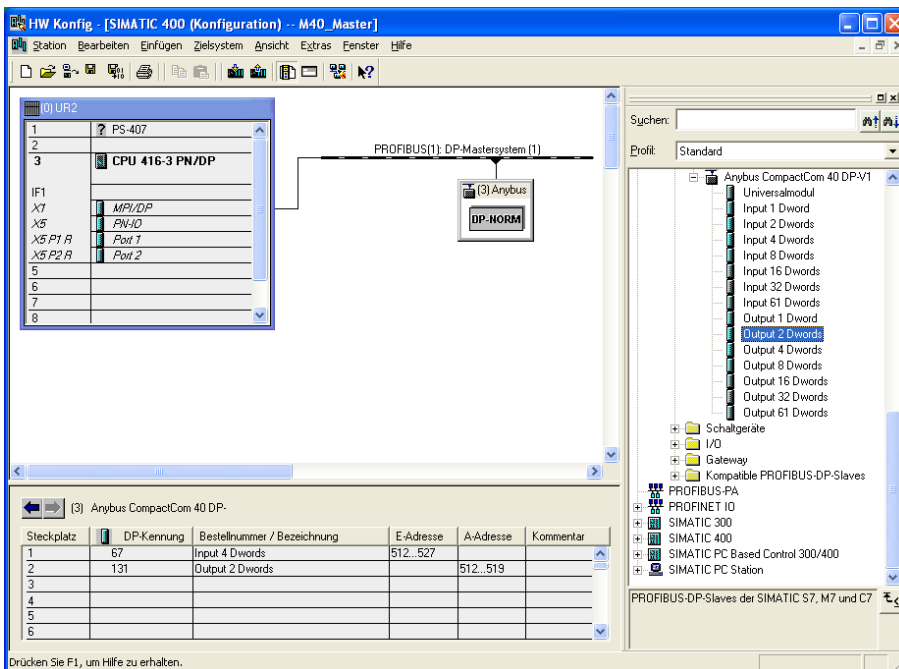 HW Konfig - [SIMATIC 400 (Konfiguration) -- M40_Master]
Station Bearbeiten Einfügen Zielsystem Ansicht Extras Fenster Hilfe
(0) UR2
1 PS-407
2
3 CPU 416-3 PN/DP
IF1
X1 MPI/DP
X5 PN-IO
X5 P1 R Port 1
X5 P2 R Port 2
5
6
7
8
PROFIBUS(1): DP-Mastersystem (1)
(3) Anybus
DP-NORM
Suchen:
Profil: Standard
Anybus CompactCom 40 DP-V1
Universalmodul
Input 1 Dword
Input 2 Dwords
Input 4 Dwords
Input 8 Dwords
Input 16 Dwords
Input 32 Dwords
Input 61 Dwords
Output 1 Dword
Output 2 Dwords
Output 4 Dwords
Output 8 Dwords
Output 16 Dwords
Output 32 Dwords
Output 61 Dwords
Schaltgeräte
I/O
Gateway
Kompatible PROFIBUS-DP-Slaves
PROFIBUS-PA
PROFINET IO
SIMATIC 300
SIMATIC 400
SIMATIC PC Based Control 300/400
SIMATIC PC Station
PROFIBUS-DP-Slaves der SIMATIC S7, M7 und C7
(3) Anybus CompactCom 40 DP-
Steckplatz DP-Kennung Bestellnummer / Bezeichnung E-Adresse A-Adresse Kommentar
1 67 Input 4 Dwords 512...527
2 131 Output 2 Dwords 512...519
3
4
5
6
Drücken Sie F1, um Hilfe zu erhalten.